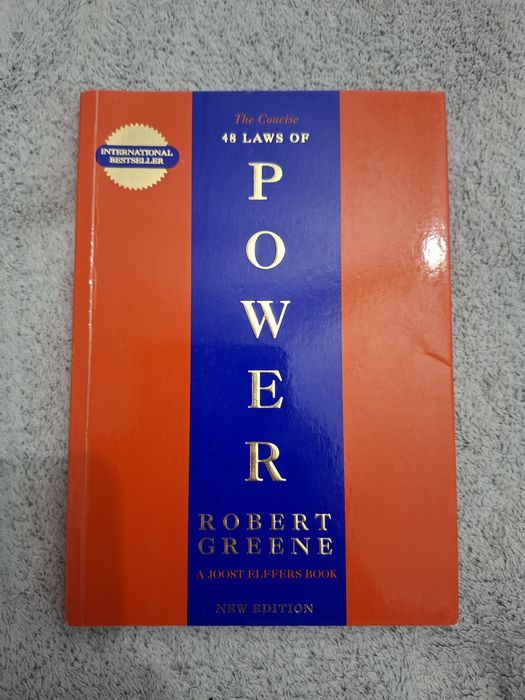 The Concise
48 LAWS OF
INTERNATIONAL
BESTSELLER
P
O
W
E
R
ROBERT
GREENE
A JOOST ELFFERS BOOK
NEW EDITION